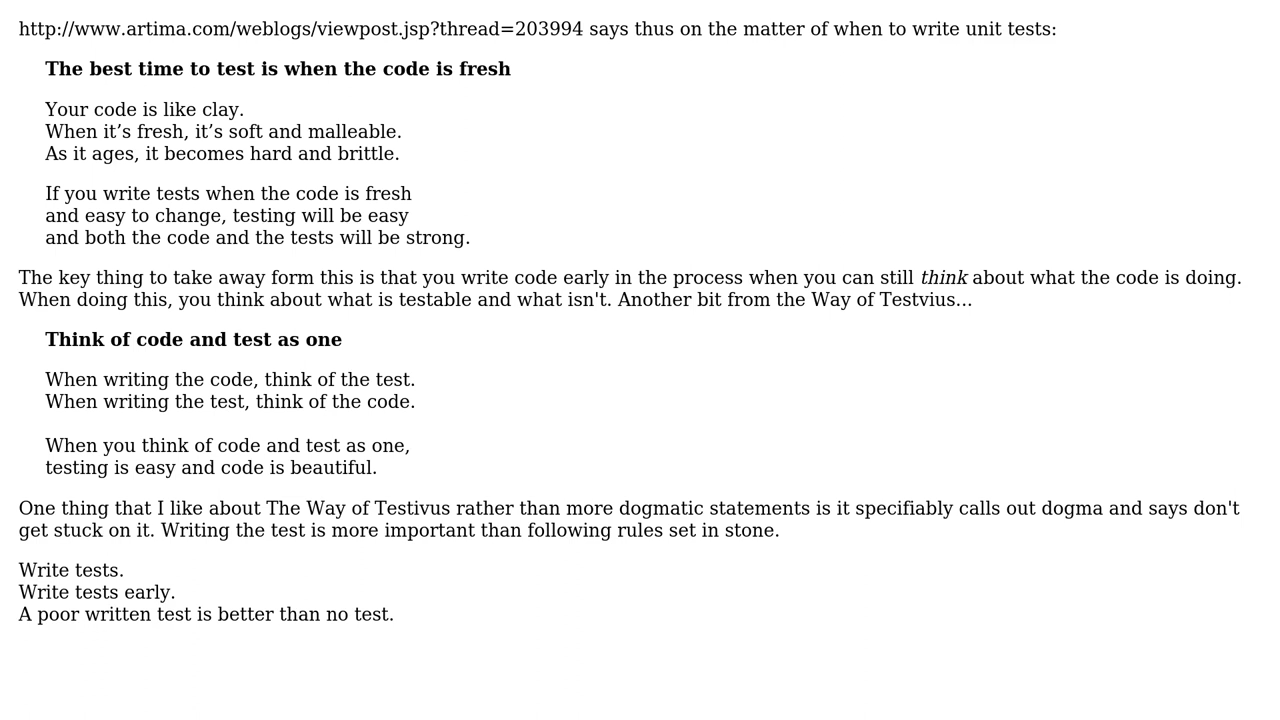 http://www.artima.com/weblogs/viewpost.jsp?thread=203994 says thus on the matter of when to write unit tests:
The best time to test is when the code is fresh
Your code is like clay.
When it’s fresh, it’s soft and malleable.
As it ages, it becomes hard and brittle.
If you write tests when the code is fresh
and easy to change, testing will be easy
and both the code and the tests will be strong.
The key thing to take away form this is that you write code early in the process when you can still think about what the code is doing.
When doing this, you think about what is testable and what isn't. Another bit from the Way of Testvius...
Think of code and test as one
When writing the code, think of the test.
When writing the test, think of the code.
When you think of code and test as one,
testing is easy and code is beautiful.
One thing that I like about The Way of Testivus rather than more dogmatic statements is it specifiably calls out dogma and says don't
get stuck on it. Writing the test is more important than following rules set in stone.
Write tests.
Write tests early.
A poor written test is better than no test.